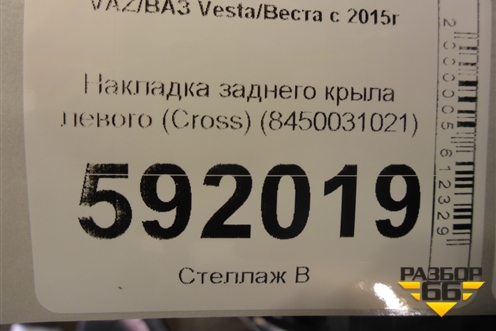 VAZ/ВАЗ Vesta/Веста с 2015г
Накладка заднего крыла
левого (Cross) (8450031021)
592019
Стеллаж В
2000005612329
РАЗБОР
66